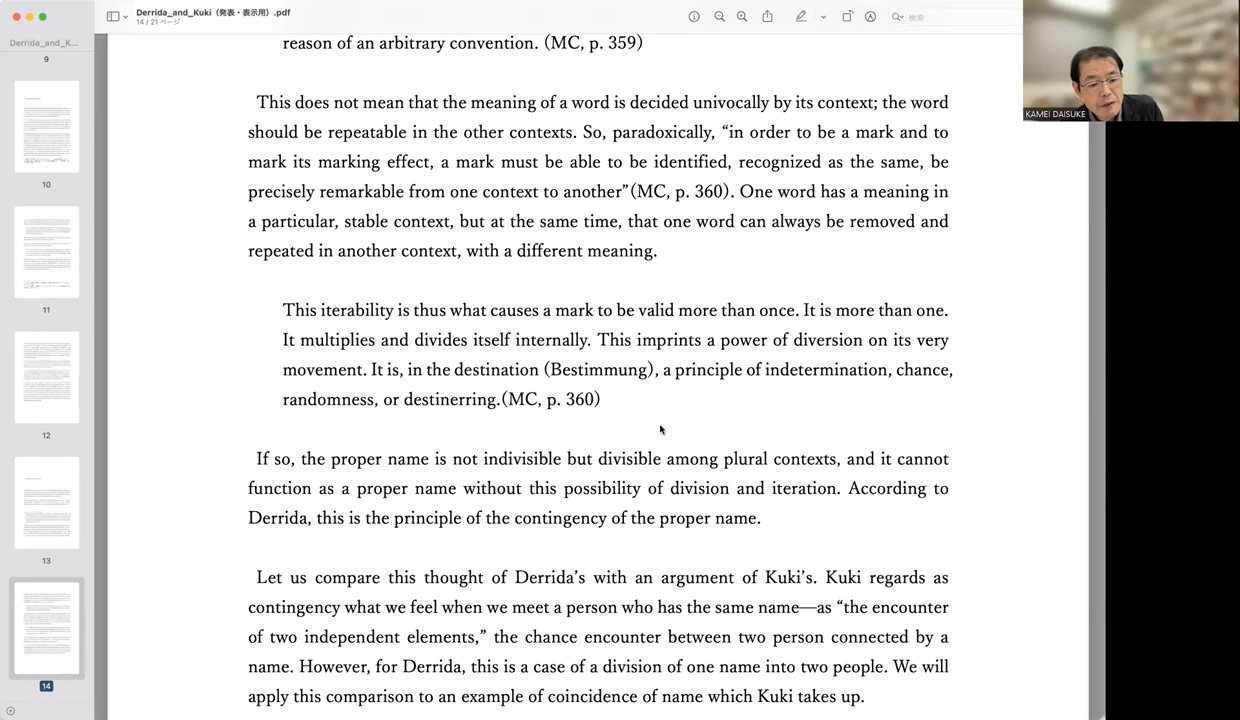 Derrida_and_Kuki（発表・表示用）.pdf
14 / 21 ページ
検索
Derrida_and_K...
9
10
11
12
13
14
reason of an arbitrary convention. (MC, p. 359)
This does not mean that the meaning of a word is decided univocally by its context; the word
should be repeatable in the other contexts. So, paradoxically, “in order to be a mark and to
mark its marking effect, a mark must be able to be identified, recognized as the same, be
precisely remarkable from one context to another”(MC, p. 360). One word has a meaning in
a particular, stable context, but at the same time, that one word can always be removed and
repeated in another context, with a different meaning.
This iterability is thus what causes a mark to be valid more than once. It is more than one.
It multiplies and divides itself internally. This imprints a power of diversion on its very
movement. It is, in the destination (Bestimmung), a principle of indetermination, chance,
randomness, or destinerring.(MC, p. 360)
If so, the proper name is not indivisible but divisible among plural contexts, and it cannot
function as a proper name without this possibility of division and iteration. According to
Derrida, this is the principle of the contingency of the proper name.
Let us compare this thought of Derrida’s with an argument of Kuki’s. Kuki regards as
contingency what we feel when we meet a person who has the same name—as “the encounter
of two independent elements,” the chance encounter between two person connected by a
name. However, for Derrida, this is a case of a division of one name into two people. We will
apply this comparison to an example of coincidence of name which Kuki takes up.
KAMEI DAISUKE